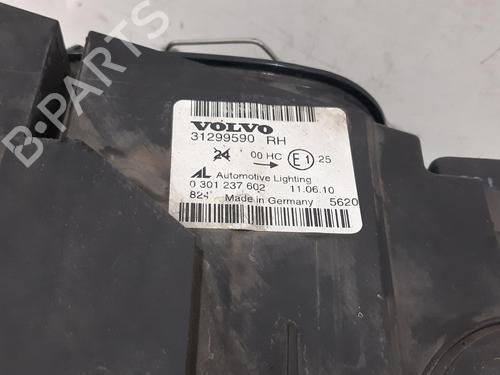 B-PARTS
VOLVO
31299590 RH
24 00 HC → E1 25
AL Automotive Lighting
0 301 237 602 11.06.10
824 Made in Germany 5620